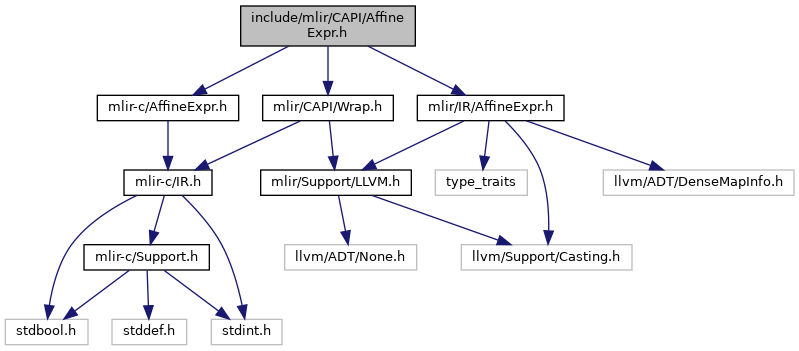 include/mlir/CAPI/Affine
Expr.h
mlir-c/AffineExpr.h
mlir/CAPI/Wrap.h
mlir/IR/AffineExpr.h
mlir-c/IR.h
mlir/Support/LLVM.h
type_traits
llvm/ADT/DenseMapInfo.h
mlir-c/Support.h
llvm/ADT/None.h
llvm/Support/Casting.h
stdbool.h
stddef.h
stdint.h